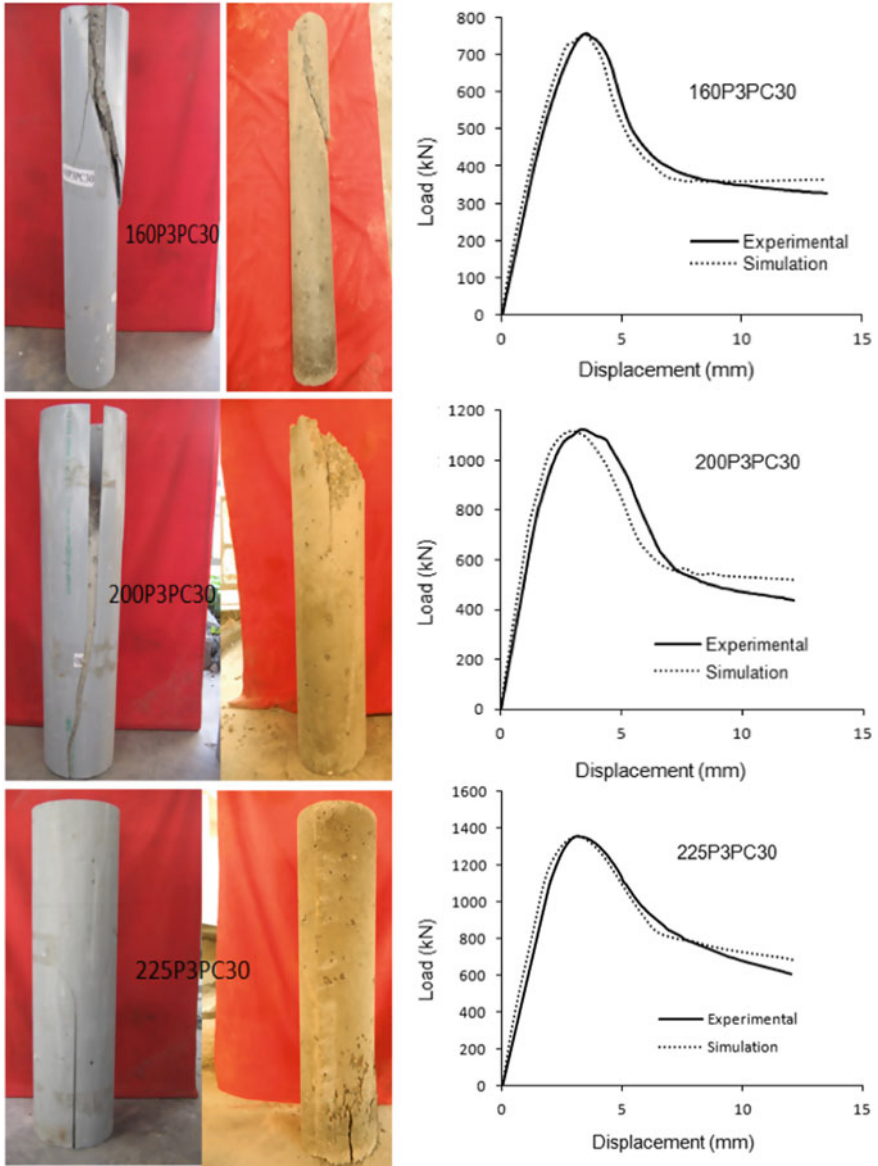 160P3PC30
800
700
600
500
400
300
200
100
0
Load (kN)
160P3PC30
Experimental
Simulation
0 5 10 15
Displacement (mm)
200P3PC30
1200
1000
800
600
400
200
0
Load (kN)
200P3PC30
Experimental
Simulation
0 5 10 15
Displacement (mm)
225P3PC30
1600
1400
1200
1000
800
600
400
200
0
Load (kN)
225P3PC30
Experimental
Simulation
0 5 10 15
Displacement (mm)